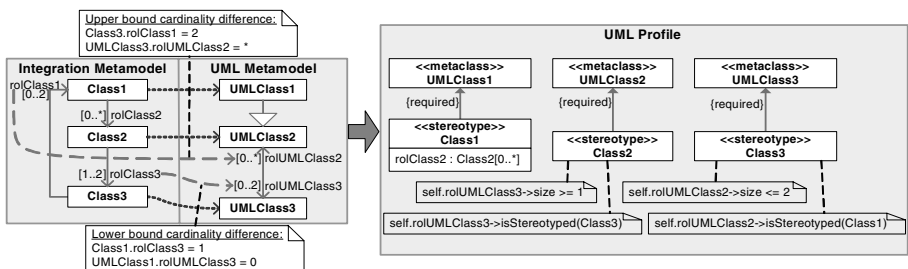 Upper bound cardinality difference:
Class3.rolClass1 = 2
UMLClass3.rolUMLClass2 = *
Integration Metamodel
UML Metamodel
rolClass1
[0..2]
Class1
UMLClass1
[0..*] rolClass2
Class2
UMLClass2
[0..*] rolUMLClass2
[1..2] rolClass3
[0..2] rolUMLClass3
Class3
UMLClass3
Lower bound cardinality difference:
Class1.rolClass3 = 1
UMLClass1.rolUMLClass3 = 0
UML Profile
<<metaclass>>
UMLClass1
<<metaclass>>
UMLClass2
<<metaclass>>
UMLClass3
{required}
{required}
{required}
<<stereotype>>
Class1
rolClass2 : Class2[0..*]
<<stereotype>>
Class2
<<stereotype>>
Class3
self.rolUMLClass3->size >= 1
self.rolUMLClass2->size <= 2
self.rolUMLClass3->isStereotyped(Class3)
self.rolUMLClass2->isStereotyped(Class1)